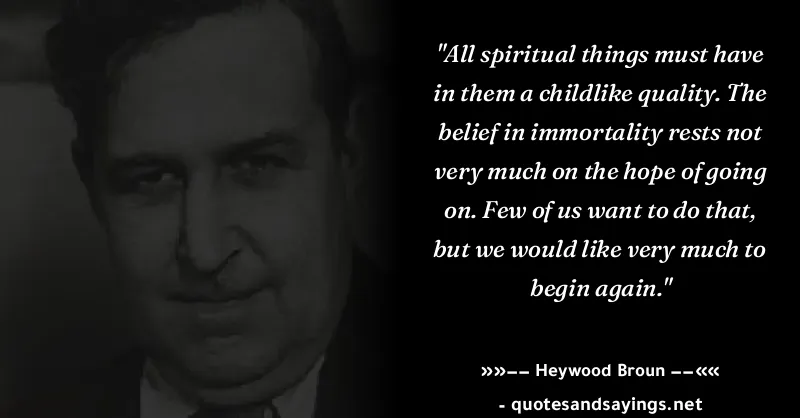 "All spiritual things must have
in them a childlike quality. The
belief in immortality rests not
very much on the hope of going
on. Few of us want to do that,
but we would like very much to
begin again."
»»−− Heywood Broun −−««
- quotesandsayings.net